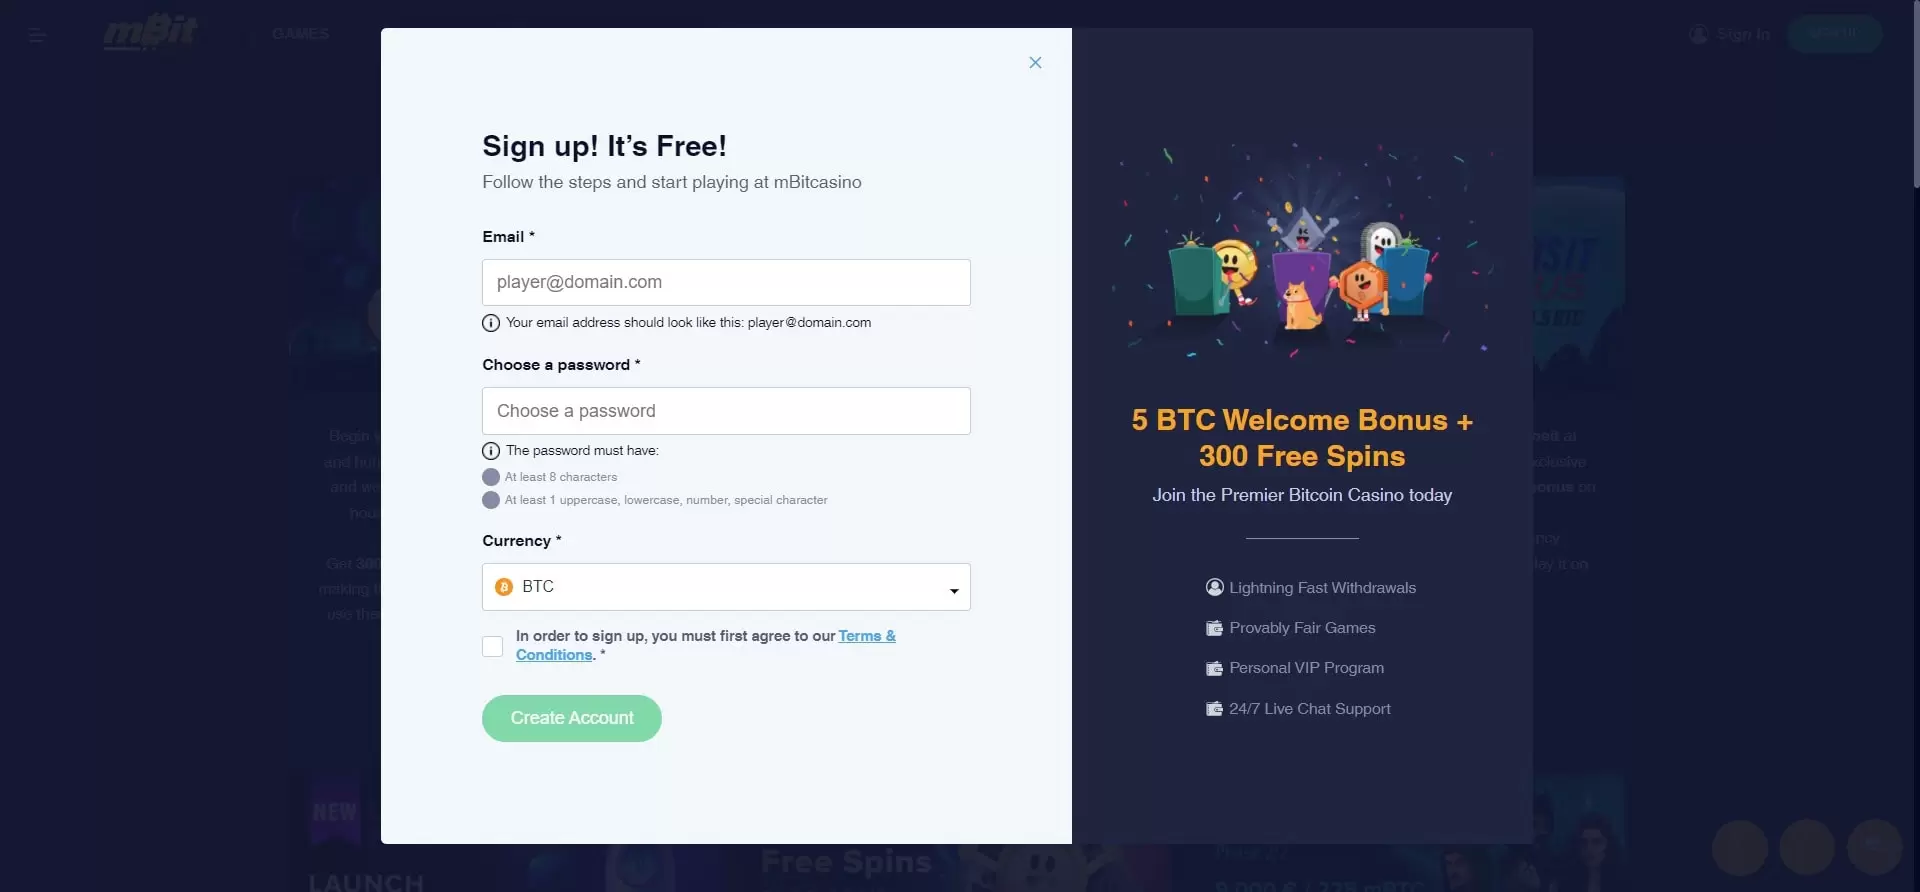 mBit
GAMES
Sign In
Sign up! It's Free!
Follow the steps and start playing at mBitcasino
Email *
player@domain.com
Your email address should look like this: player@domain.com
Choose a password *
Choose a password
The password must have:
At least 8 characters
At least 1 uppercase, lowercase, number, special character
Currency *
BTC
In order to sign up, you must first agree to our Terms &
Conditions. *
Create Account
5 BTC Welcome Bonus +
300 Free Spins
Join the Premier Bitcoin Casino today
Lightning Fast Withdrawals
Provably Fair Games
Personal VIP Program
24/7 Live Chat Support
Begin
Get 300
making
NEW
LAUNCH
Free Spins